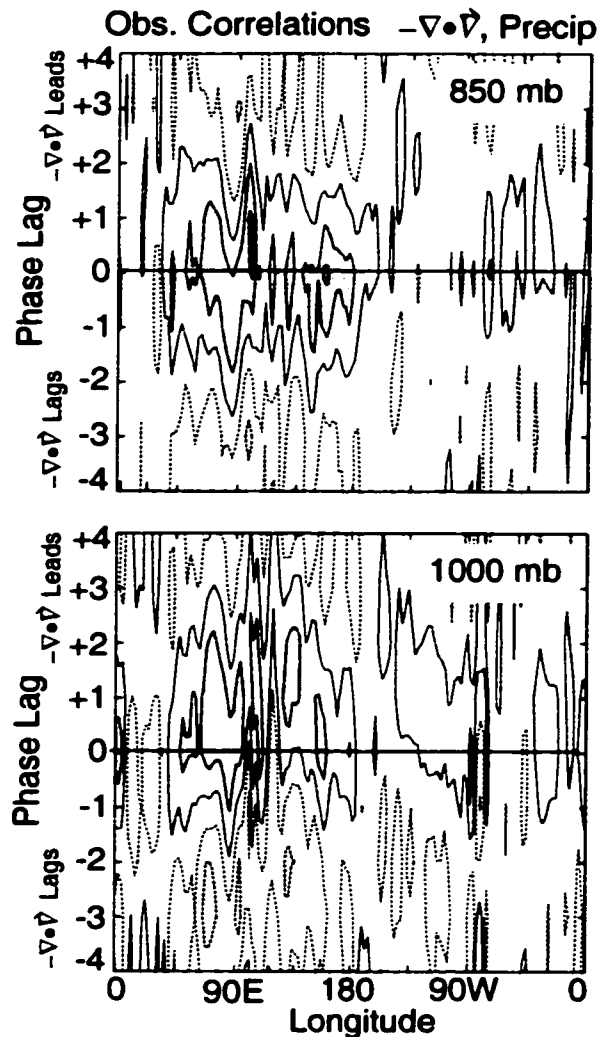 Obs. Correlations −∇•V⃗, Precip
850 mb
−∇•V⃗ Leads
Phase Lag
−∇•V⃗ Lags
+4
+3
+2
+1
0
-1
-2
-3
-4
1000 mb
−∇•V⃗ Leads
Phase Lag
−∇•V⃗ Lags
+4
+3
+2
+1
0
-1
-2
-3
-4
0 90E 180 90W 0
Longitude